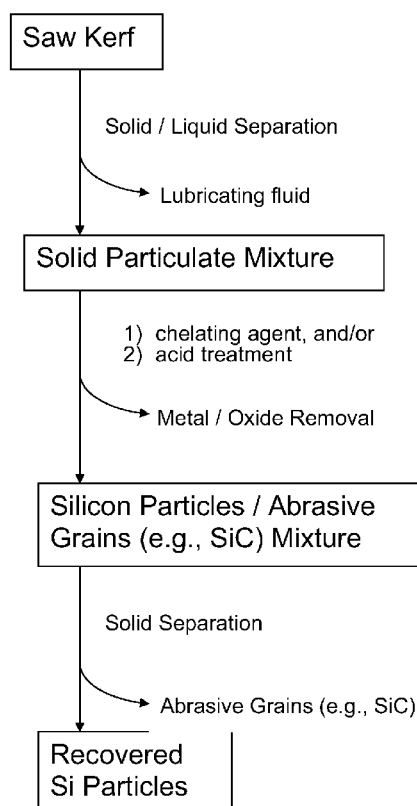 Saw Kerf
Solid / Liquid Separation
Lubricating fluid
Solid Particulate Mixture
1) chelating agent, and/or
2) acid treatment
Metal / Oxide Removal
Silicon Particles / Abrasive
Grains (e.g., SiC) Mixture
Solid Separation
Abrasive Grains (e.g., SiC)
Recovered
Si Particles